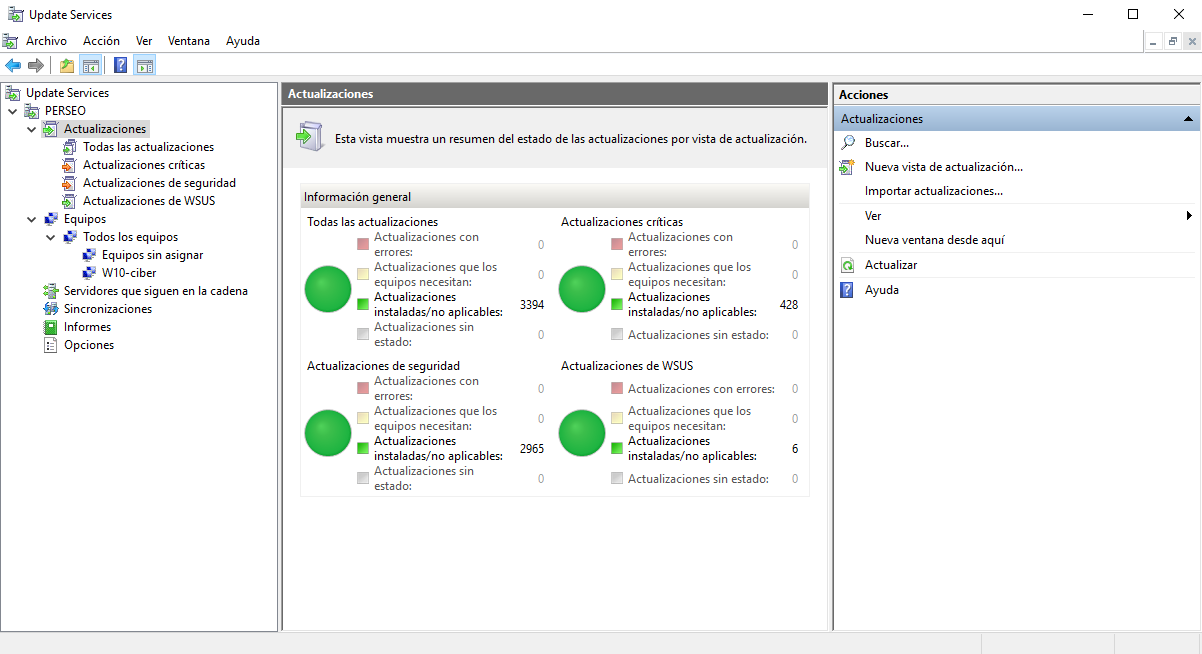 Update Services
Archivo Acción Ver Ventana Ayuda
Update Services
PERSEO
Actualizaciones
Todas las actualizaciones
Actualizaciones críticas
Actualizaciones de seguridad
Actualizaciones de WSUS
Equipos
Todos los equipos
Equipos sin asignar
W10-ciber
Servidores que siguen en la cadena
Sincronizaciones
Informes
Opciones
Actualizaciones
Esta vista muestra un resumen del estado de las actualizaciones por vista de actualización.
Información general
Todas las actualizaciones
Actualizaciones con
errores: 0
Actualizaciones que los
equipos necesitan: 0
Actualizaciones
instaladas/no aplicables: 3394
Actualizaciones sin
estado: 0
Actualizaciones críticas
Actualizaciones con
errores: 0
Actualizaciones que los
equipos necesitan: 0
Actualizaciones
instaladas/no aplicables: 428
Actualizaciones sin estado: 0
Actualizaciones de seguridad
Actualizaciones con
errores: 0
Actualizaciones que los
equipos necesitan: 0
Actualizaciones
instaladas/no aplicables: 2965
Actualizaciones sin
estado: 0
Actualizaciones de WSUS
Actualizaciones con errores: 0
Actualizaciones que los
equipos necesitan: 0
Actualizaciones
instaladas/no aplicables: 6
Actualizaciones sin estado: 0
Acciones
Actualizaciones
Buscar...
Nueva vista de actualización...
Importar actualizaciones...
Ver
Nueva ventana desde aquí
Actualizar
Ayuda